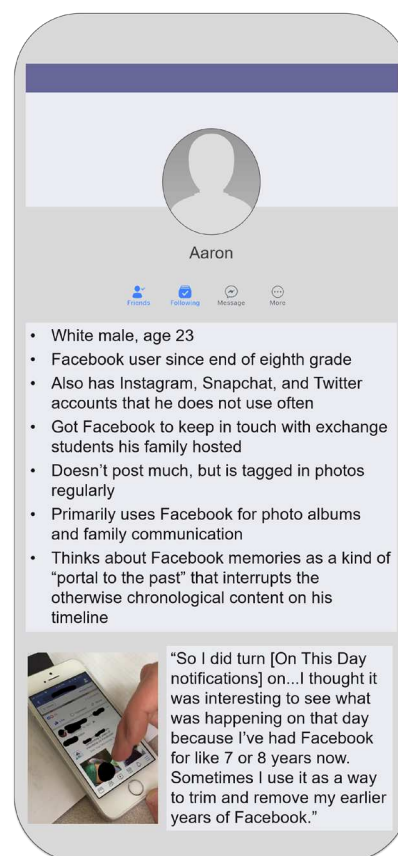 Aaron
Friends Following Message More
• White male, age 23
• Facebook user since end of eighth grade
• Also has Instagram, Snapchat, and Twitter
accounts that he does not use often
• Got Facebook to keep in touch with exchange
students his family hosted
• Doesn't post much, but is tagged in photos
regularly
• Primarily uses Facebook for photo albums
and family communication
• Thinks about Facebook memories as a kind of
"portal to the past" that interrupts the
otherwise chronological content on his
timeline
"So I did turn [On This Day
notifications] on...I thought it
was interesting to see what
was happening on that day
because I've had Facebook
for like 7 or 8 years now.
Sometimes I use it as a way
to trim and remove my earlier
years of Facebook."